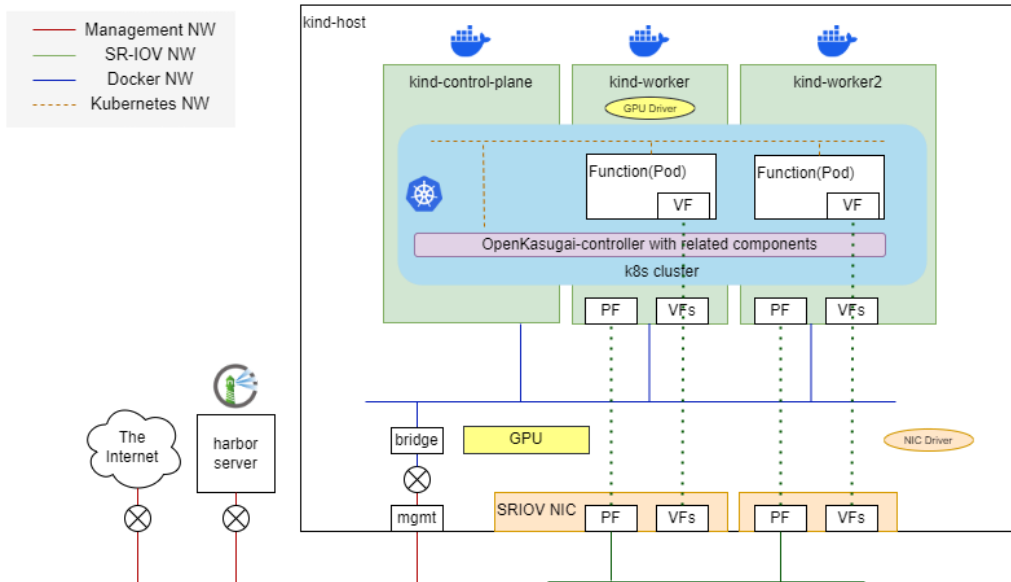 Management NW
SR-IOV NW
Docker NW
Kubernetes NW
kind-host
kind-control-plane
kind-worker
kind-worker2
GPU Driver
Function(Pod)
VF
Function(Pod)
VF
OpenKasugai-controller with related components
k8s cluster
PF
VFs
PF
VFs
The
Internet
harbor
server
bridge
GPU
NIC Driver
mgmt
SRIOV NIC
PF
VFs
PF
VFs